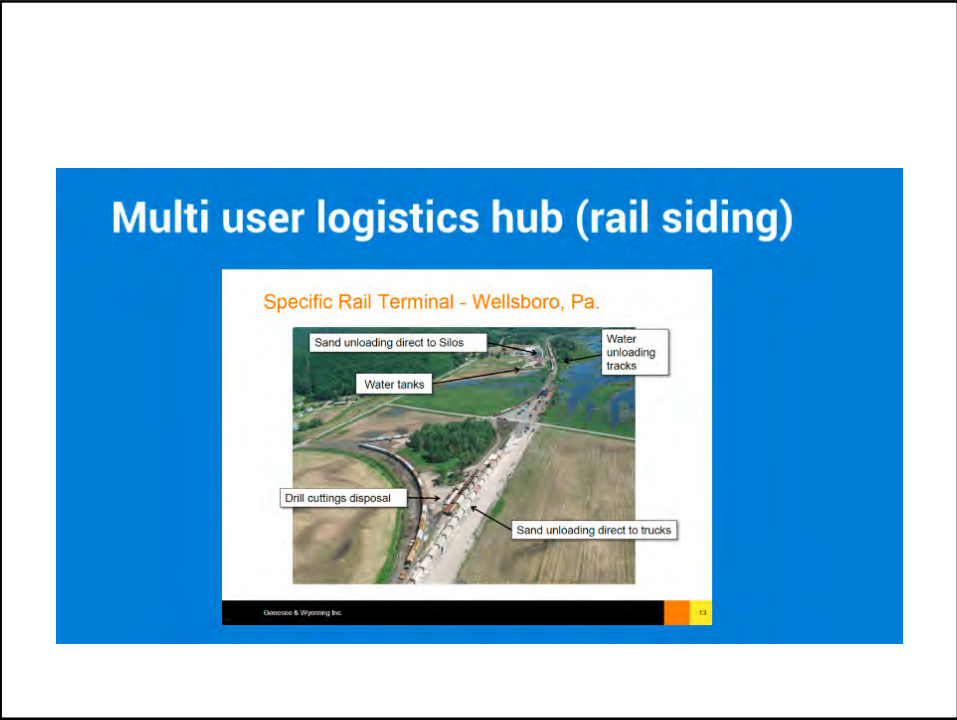 Multi user logistics hub (rail siding)
Specific Rail Terminal - Wellsboro, Pa.
Sand unloading direct to Silos
Water
unloading
tracks
Water tanks
Drill cuttings disposal
Sand unloading direct to trucks
Genesee & Wyoming Inc.
13